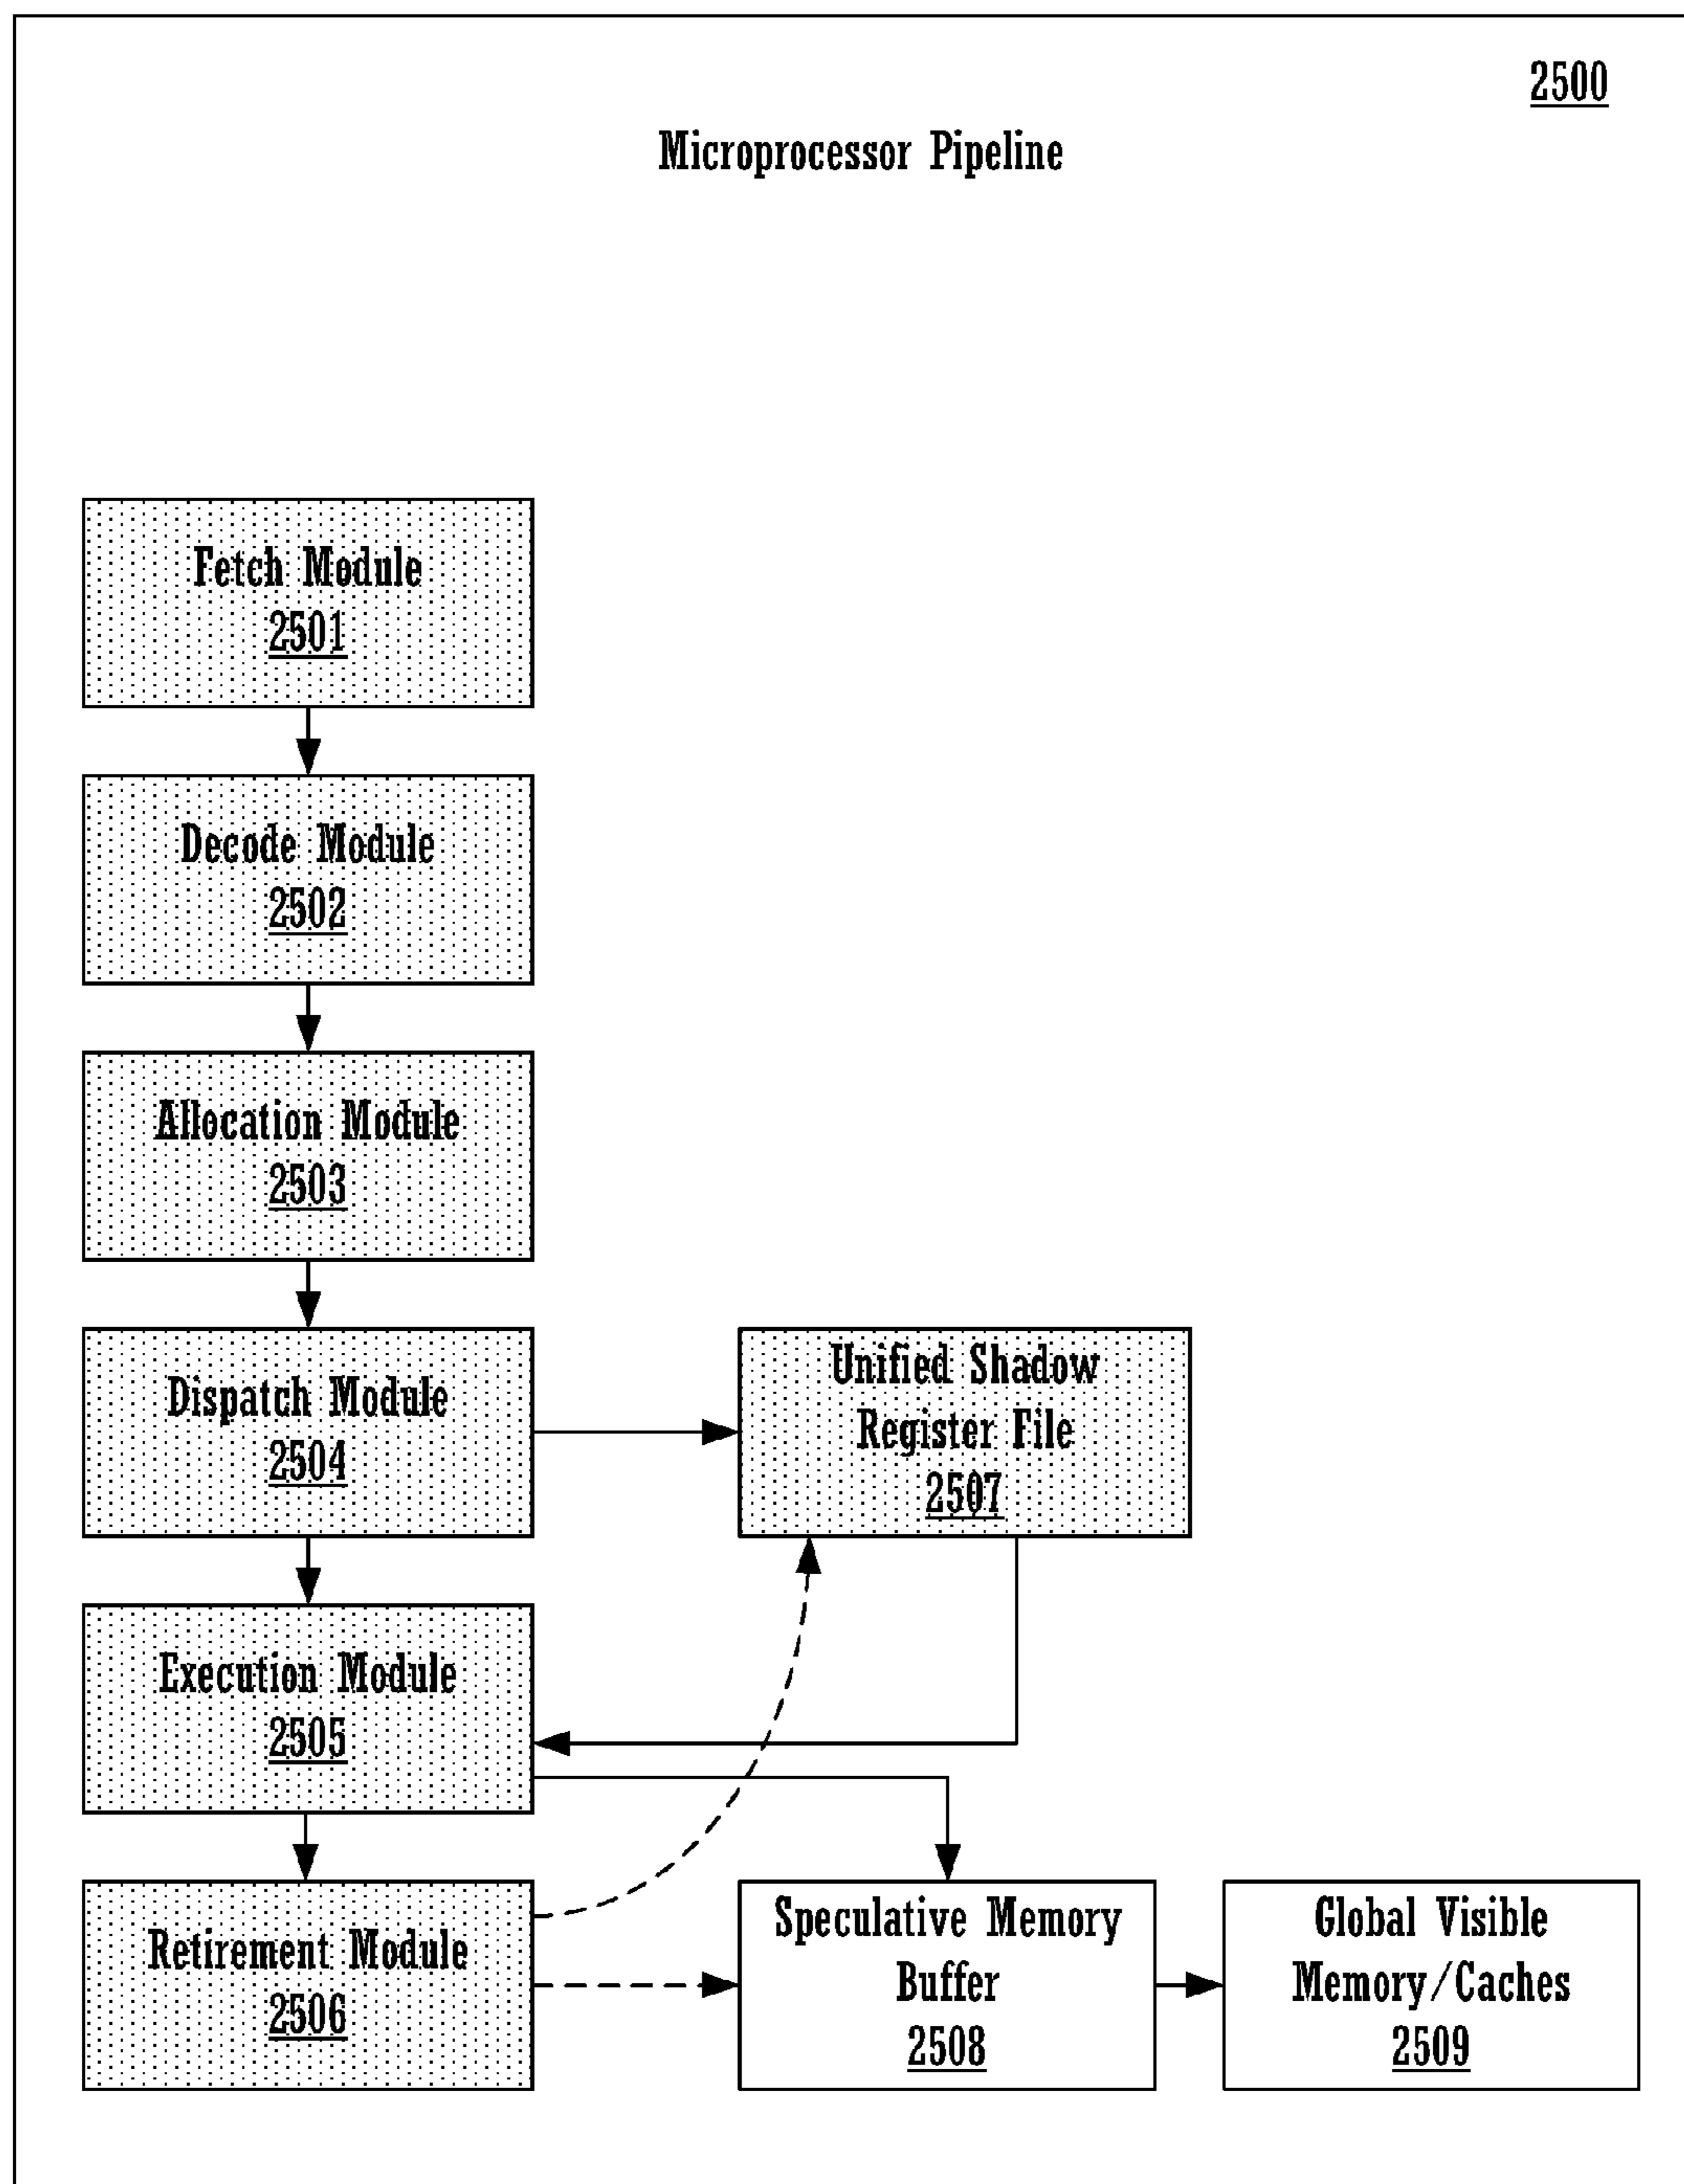 2500
Microprocessor Pipeline
Fetch Module
2501
Decode Module
2502
Allocation Module
2503
Dispatch Module
2504
Unified Shadow
Register File
2507
Execution Module
2505
Retirement Module
2506
Speculative Memory
Buffer
2508
Global Visible
Memory/Caches
2509